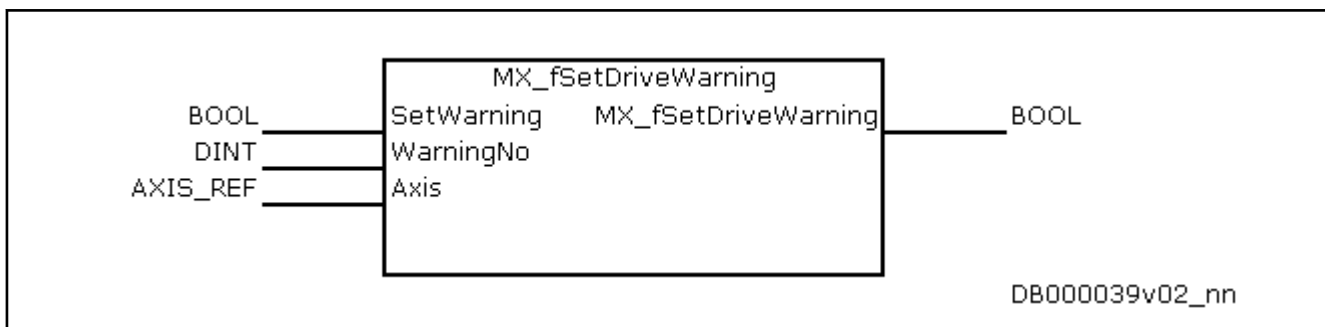 MX_fSetDriveWarning
BOOL SetWarning MX_fSetDriveWarning BOOL
DINT WarningNo
AXIS_REF Axis
DB000039v02_nn